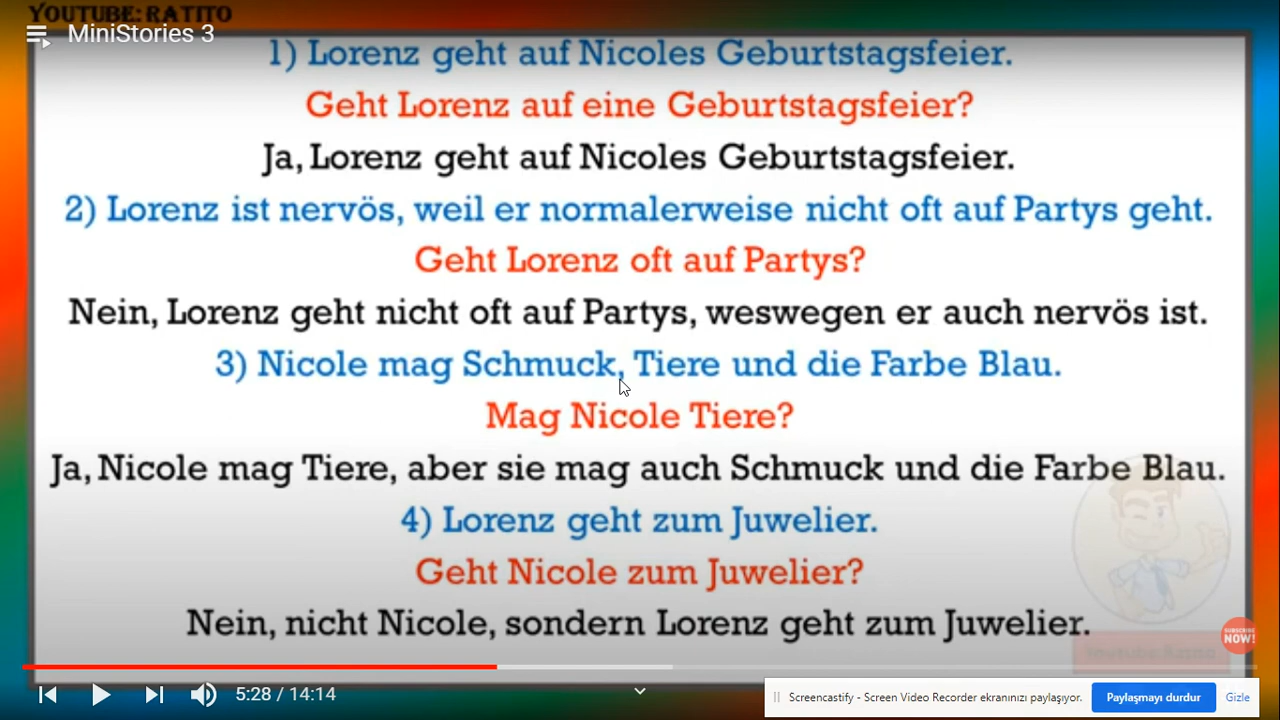 YOUTUBE: RATITO
MiniStories 3
1) Lorenz geht auf Nicoles Geburtstagsfeier.
Geht Lorenz auf eine Geburtstagsfeier?
Ja, Lorenz geht auf Nicoles Geburtstagsfeier.
2) Lorenz ist nervös, weil er normalerweise nicht oft auf Partys geht.
Geht Lorenz oft auf Partys?
Nein, Lorenz geht nicht oft auf Partys, weswegen er auch nervös ist.
3) Nicole mag Schmuck, Tiere und die Farbe Blau.
Mag Nicole Tiere?
Ja, Nicole mag Tiere, aber sie mag auch Schmuck und die Farbe Blau.
4) Lorenz geht zum Juwelier.
Geht Nicole zum Juwelier?
Nein, nicht Nicole, sondern Lorenz geht zum Juwelier.
SUBSCRIBE
NOW!
Youtube: Ratito
5:28 / 14:14
Screencastify - Screen Video Recorder ekranınızı paylaşıyor.
Paylaşmayı durdur
Gizle